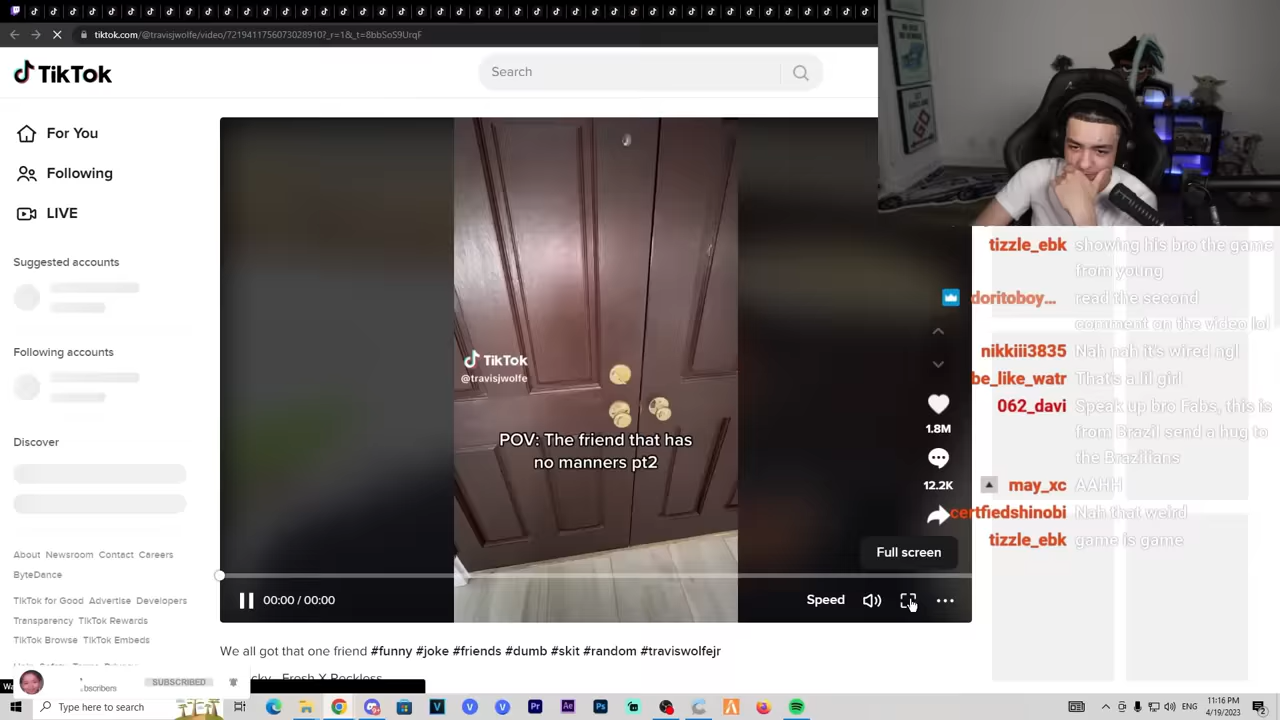 tiktok.com/@travisjwolfe/video/7219411756073028910?_r=1&_t=8bbSoS9UrqF
TikTok
Search
For You
Following
LIVE
Suggested accounts
Following accounts
Discover
About Newsroom Contact Careers
ByteDance
TikTok for Good Advertise Developers
Transparency TikTok Rewards
TikTok Browse TikTok Embeds
SUBSCRIBED
TikTok
@travisjwolfe
POV: The friend that has
no manners pt2
1.8M
12.2K
Full screen
00:00 / 00:00
Speed
We all got that one friend #funny #joke #friends #dumb #skit #random #traviswolfejr
Fresh X Reckless
tizzle_ebk showing his bro the game
from young
doritoboy... read the second
comment on the video lol
nikkiii3835 Nah nah it's wired ngl
be_like_watr That's a lil girl
062_davi Speak up bro Fabs, this is
from Brazil send a hug to
the Brazilians
may_xc AAHH
certfiedshinobi Nah that weird
tizzle_ebk game is game
Type here to search
ENG
11:16 PM
4/19/2023